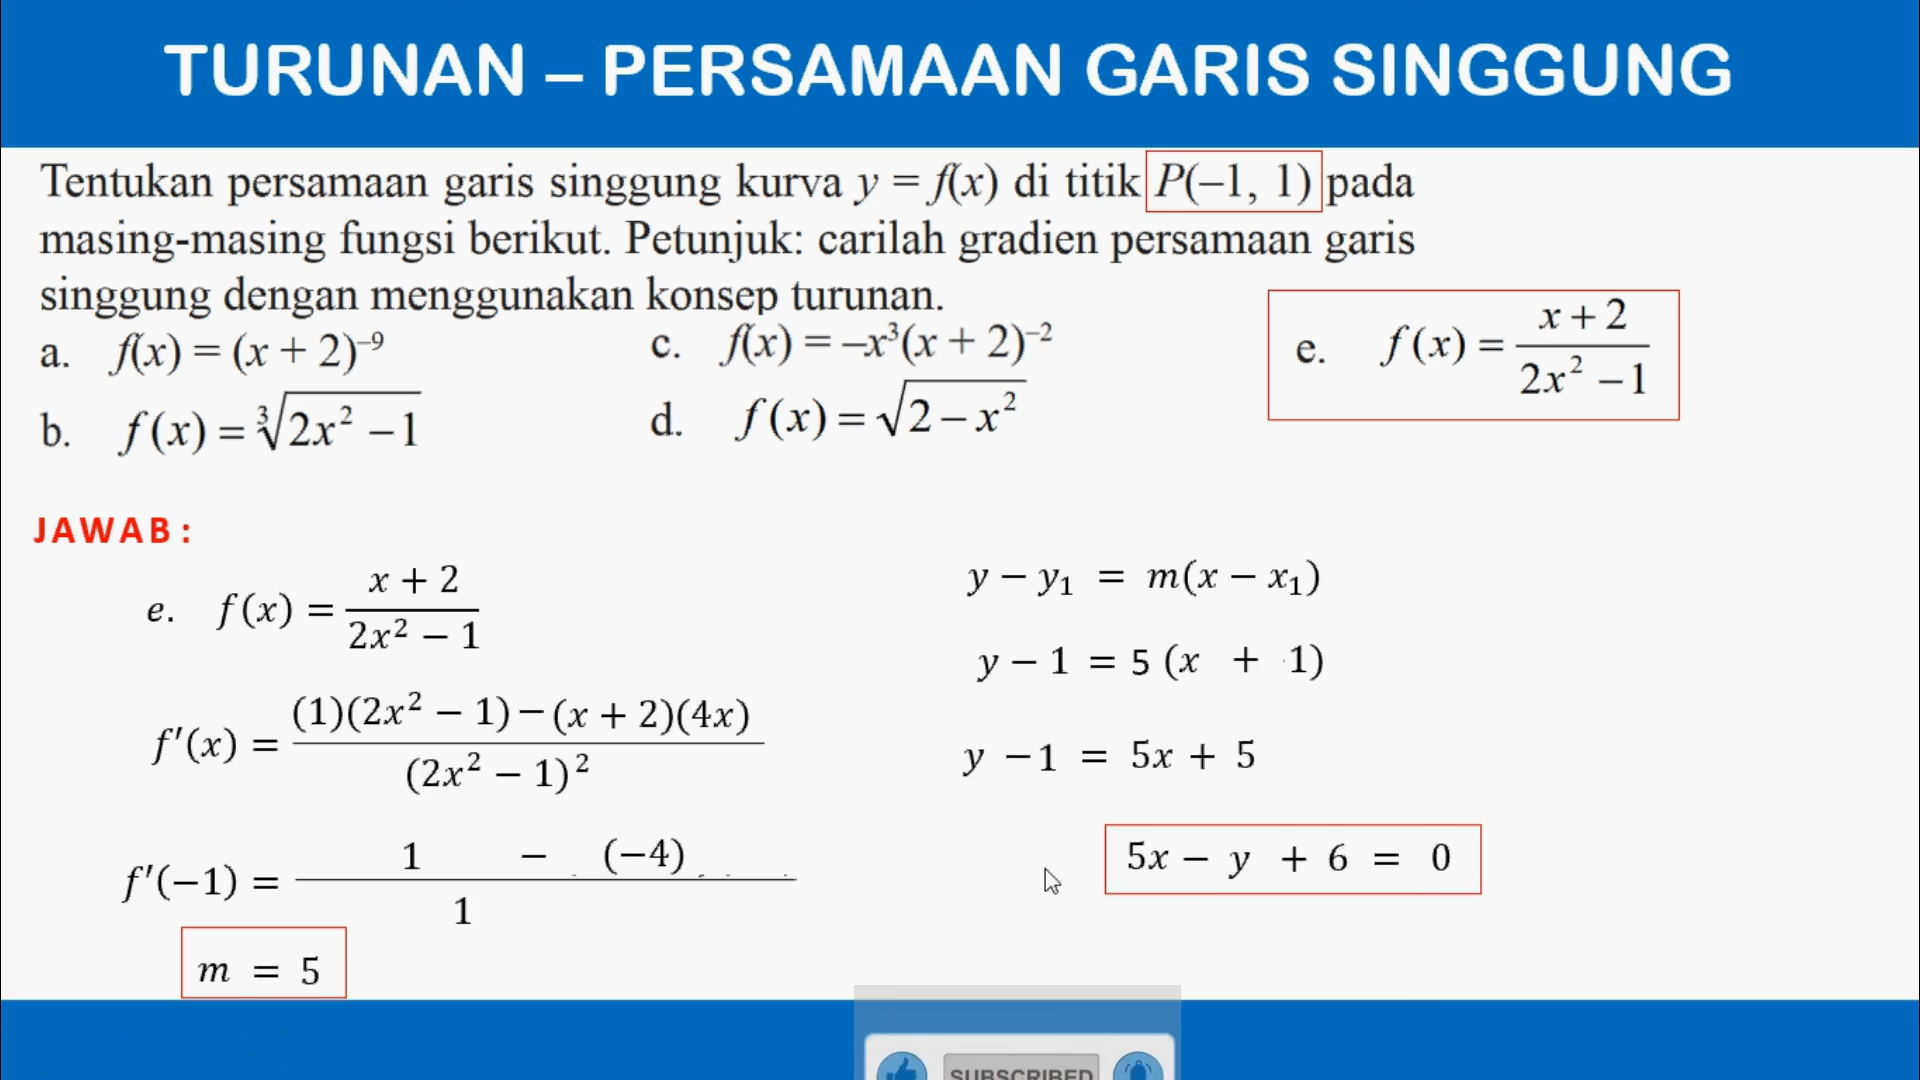 TURUNAN – PERSAMAAN GARIS SINGGUNG
Tentukan persamaan garis singgung kurva y = f(x) di titik P(–1, 1) pada
masing-masing fungsi berikut. Petunjuk: carilah gradien persamaan garis
singgung dengan menggunakan konsep turunan.
a. f(x) = (x + 2)⁻⁹
b. f(x) = ∛(2x² – 1)
c. f(x) = –x³(x + 2)⁻²
d. f(x) = √(2 – x²)
e. f(x) = (x + 2)/(2x² – 1)
JAWAB :
e. f(x) = (x + 2)/(2x² − 1)
f′(x) = ((1)(2x² − 1) − (x + 2)(4x))/(2x² − 1)²
f′(−1) = (1 − (−4))/1
m = 5
y − y₁ = m(x − x₁)
y − 1 = 5 (x + 1)
y − 1 = 5x + 5
5x − y + 6 = 0
SUBSCRIBED